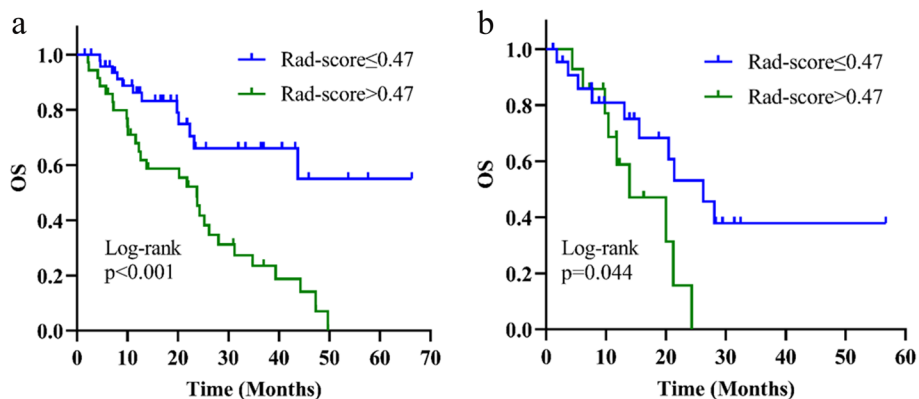 a
OS
1.0
0.8
0.6
0.4
0.2
0.0
Rad-score≤0.47
Rad-score>0.47
Log-rank
p<0.001
0 10 20 30 40 50 60 70
Time (Months)
b
OS
1.0
0.8
0.6
0.4
0.2
0.0
Rad-score≤0.47
Rad-score>0.47
Log-rank
p=0.044
0 10 20 30 40 50 60
Time (Months)